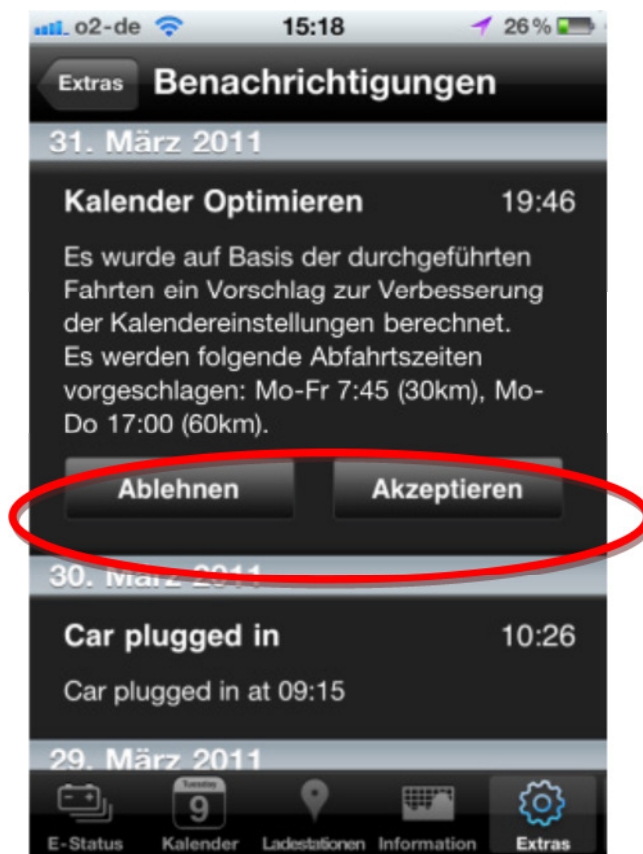 o2-de 15:18 26 %
Extras Benachrichtigungen
31. März 2011
Kalender Optimieren 19:46
Es wurde auf Basis der durchgeführten
Fahrten ein Vorschlag zur Verbesserung
der Kalendereinstellungen berechnet.
Es werden folgende Abfahrtszeiten
vorgeschlagen: Mo-Fr 7:45 (30km), Mo-
Do 17:00 (60km).
Ablehnen Akzeptieren
30. März 2011
Car plugged in 10:26
Car plugged in at 09:15
29. März 2011
Tuesday
9
E-Status Kalender Ladestationen Information Extras